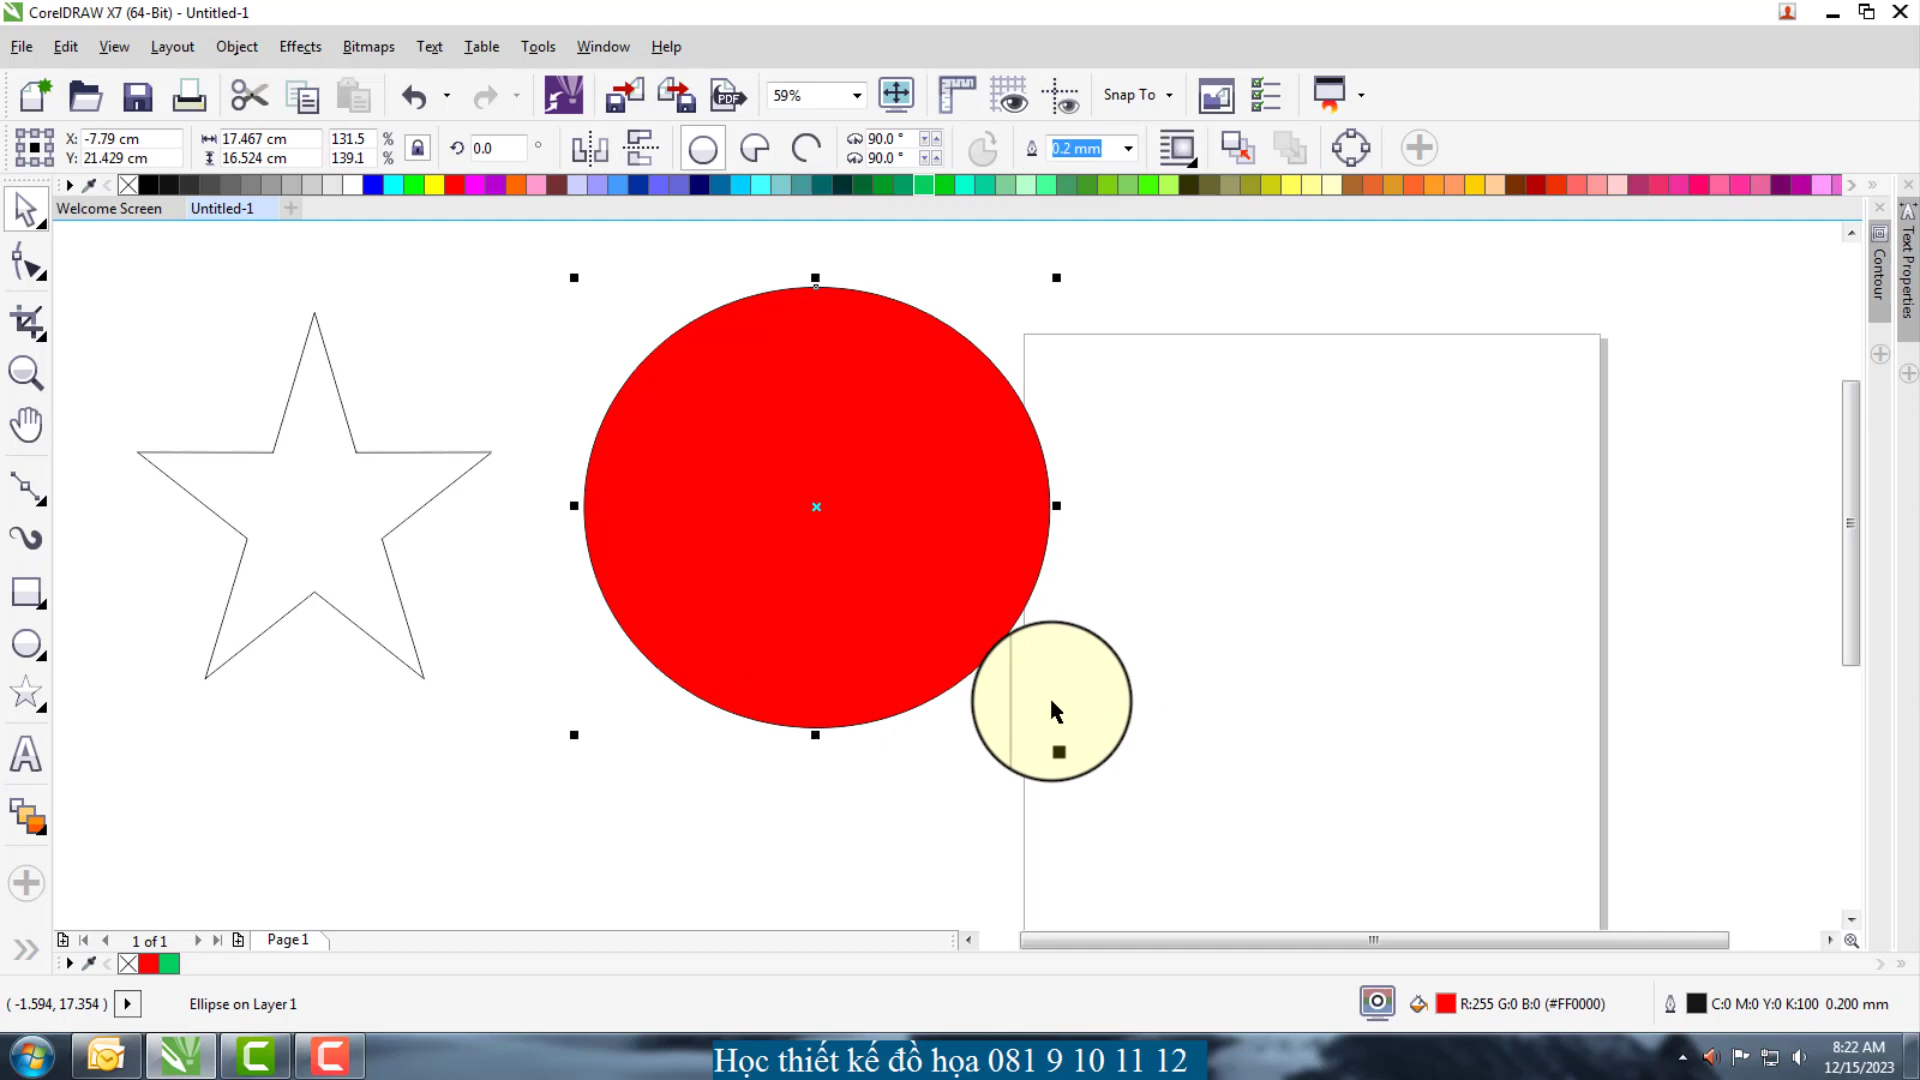 CorelDRAW X7 (64-Bit) - Untitled-1
File Edit View Layout Object Effects Bitmaps Text Table Tools Window Help
PDF 59% Snap To
X: -7.79 cm 17.467 cm 131.5 % 0.0 ° 90.0 ° 0.2 mm
Y: 21.429 cm 16.524 cm 139.1 % 90.0 °
Welcome Screen Untitled-1
Text Properties
Contour
1 of 1 Page 1
( -1.594, 17.354 ) Ellipse on Layer 1 R:255 G:0 B:0 (#FF0000) C:0 M:0 Y:0 K:100 0.200 mm
Học thiết kế đồ họa 081 9 10 11 12
8:22 AM
12/15/2023